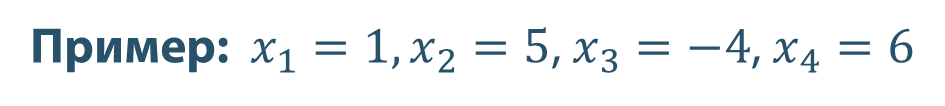 Пример: x₁ = 1, x₂ = 5, x₃ = −4, x₄ = 6